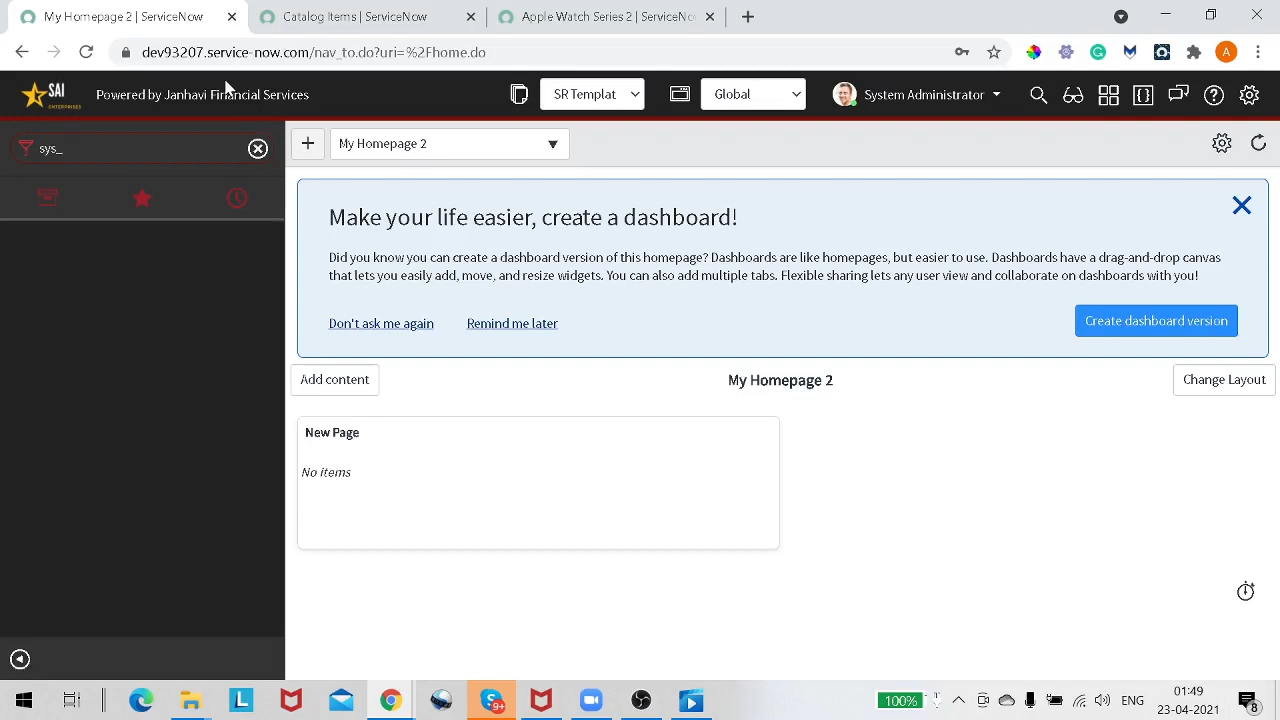 My Homepage 2 | ServiceNow
Catalog Items | ServiceNow
Apple Watch Series 2 | ServiceNo
dev93207.service-now.com/nav_to.do?uri=%2Fhome.do
A
SAI
ENTERPRISES
Powered by Janhavi Financial Services
SR Templat
Global
System Administrator
sys_
My Homepage 2
Make your life easier, create a dashboard!
Did you know you can create a dashboard version of this homepage? Dashboards are like homepages, but easier to use. Dashboards have a drag-and-drop canvas
that lets you easily add, move, and resize widgets. You can also add multiple tabs. Flexible sharing lets any user view and collaborate on dashboards with you!
Don't ask me again
Remind me later
Create dashboard version
Add content
My Homepage 2
Change Layout
New Page
No items
L
9+
100%
ENG
01:49
23-04-2021
8